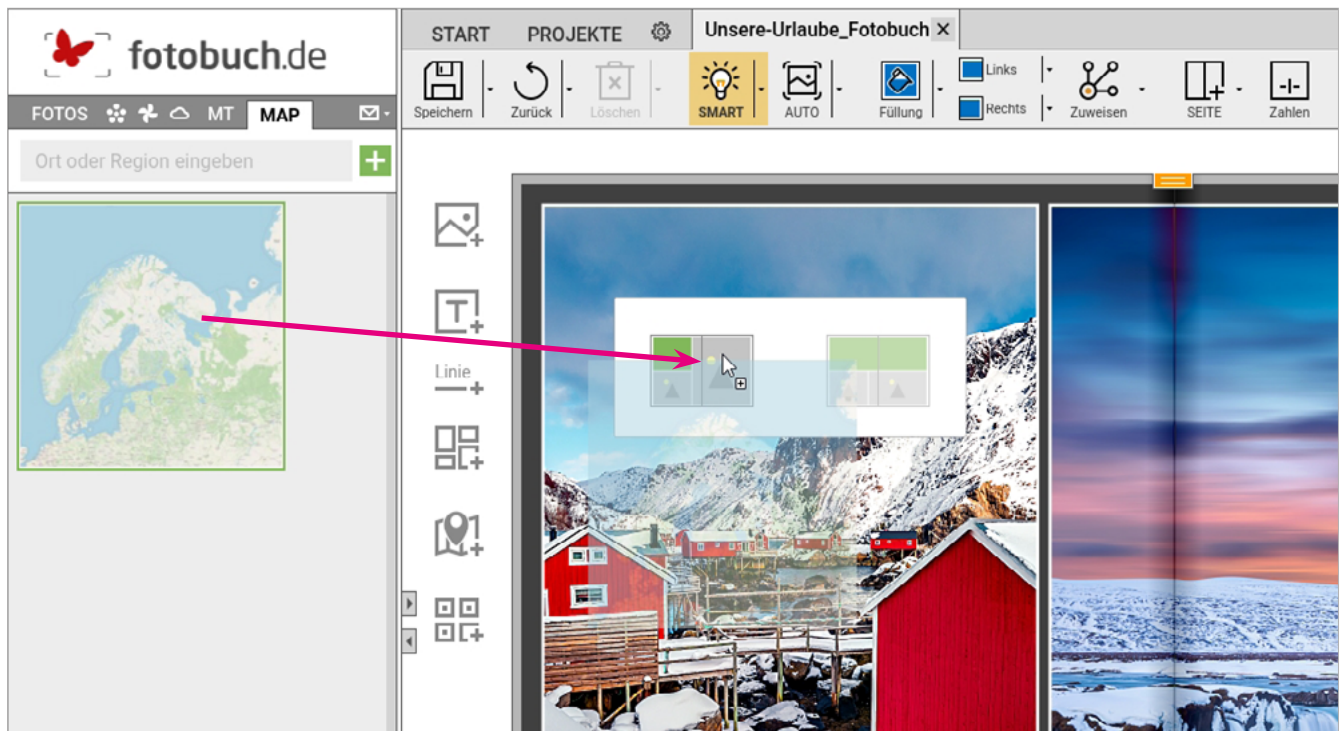 fotobuch.de
FOTOS MT MAP
Ort oder Region eingeben
START PROJEKTE Unsere-Urlaube_Fotobuch
Speichern Zurück Löschen SMART AUTO Füllung Links Rechts Zuweisen SEITE Zahlen
T
Linie